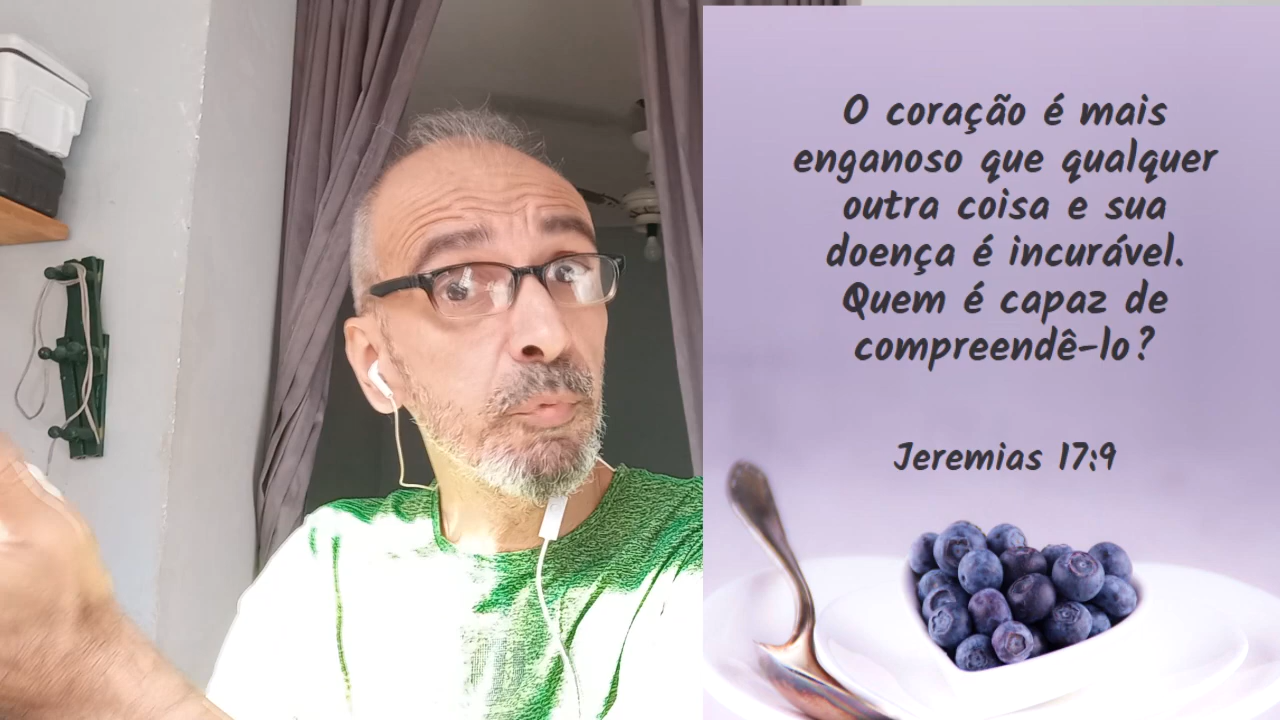 O coração é mais
enganoso que qualquer
outra coisa e sua
doença é incurável.
Quem é capaz de
compreendê-lo?
Jeremias 17:9